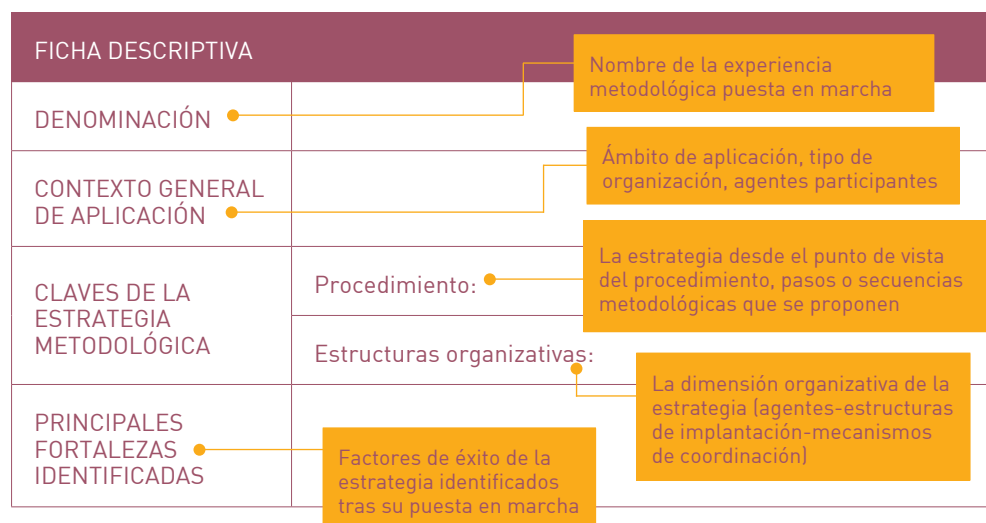 FICHA DESCRIPTIVA
Nombre de la experiencia
metodológica puesta en marcha
DENOMINACIÓN
Ámbito de aplicación, tipo de
organización, agentes participantes
CONTEXTO GENERAL
DE APLICACIÓN
La estrategia desde el punto de vista
del procedimiento, pasos o secuencias
metodológicas que se proponen
CLAVES DE LA
ESTRATEGIA
METODOLÓGICA
Procedimiento:
Estructuras organizativas:
La dimensión organizativa de la
estrategia (agentes-estructuras
de implantación-mecanismos
de coordinación)
PRINCIPALES
FORTALEZAS
IDENTIFICADAS
Factores de éxito de la
estrategia identificados
tras su puesta en marcha